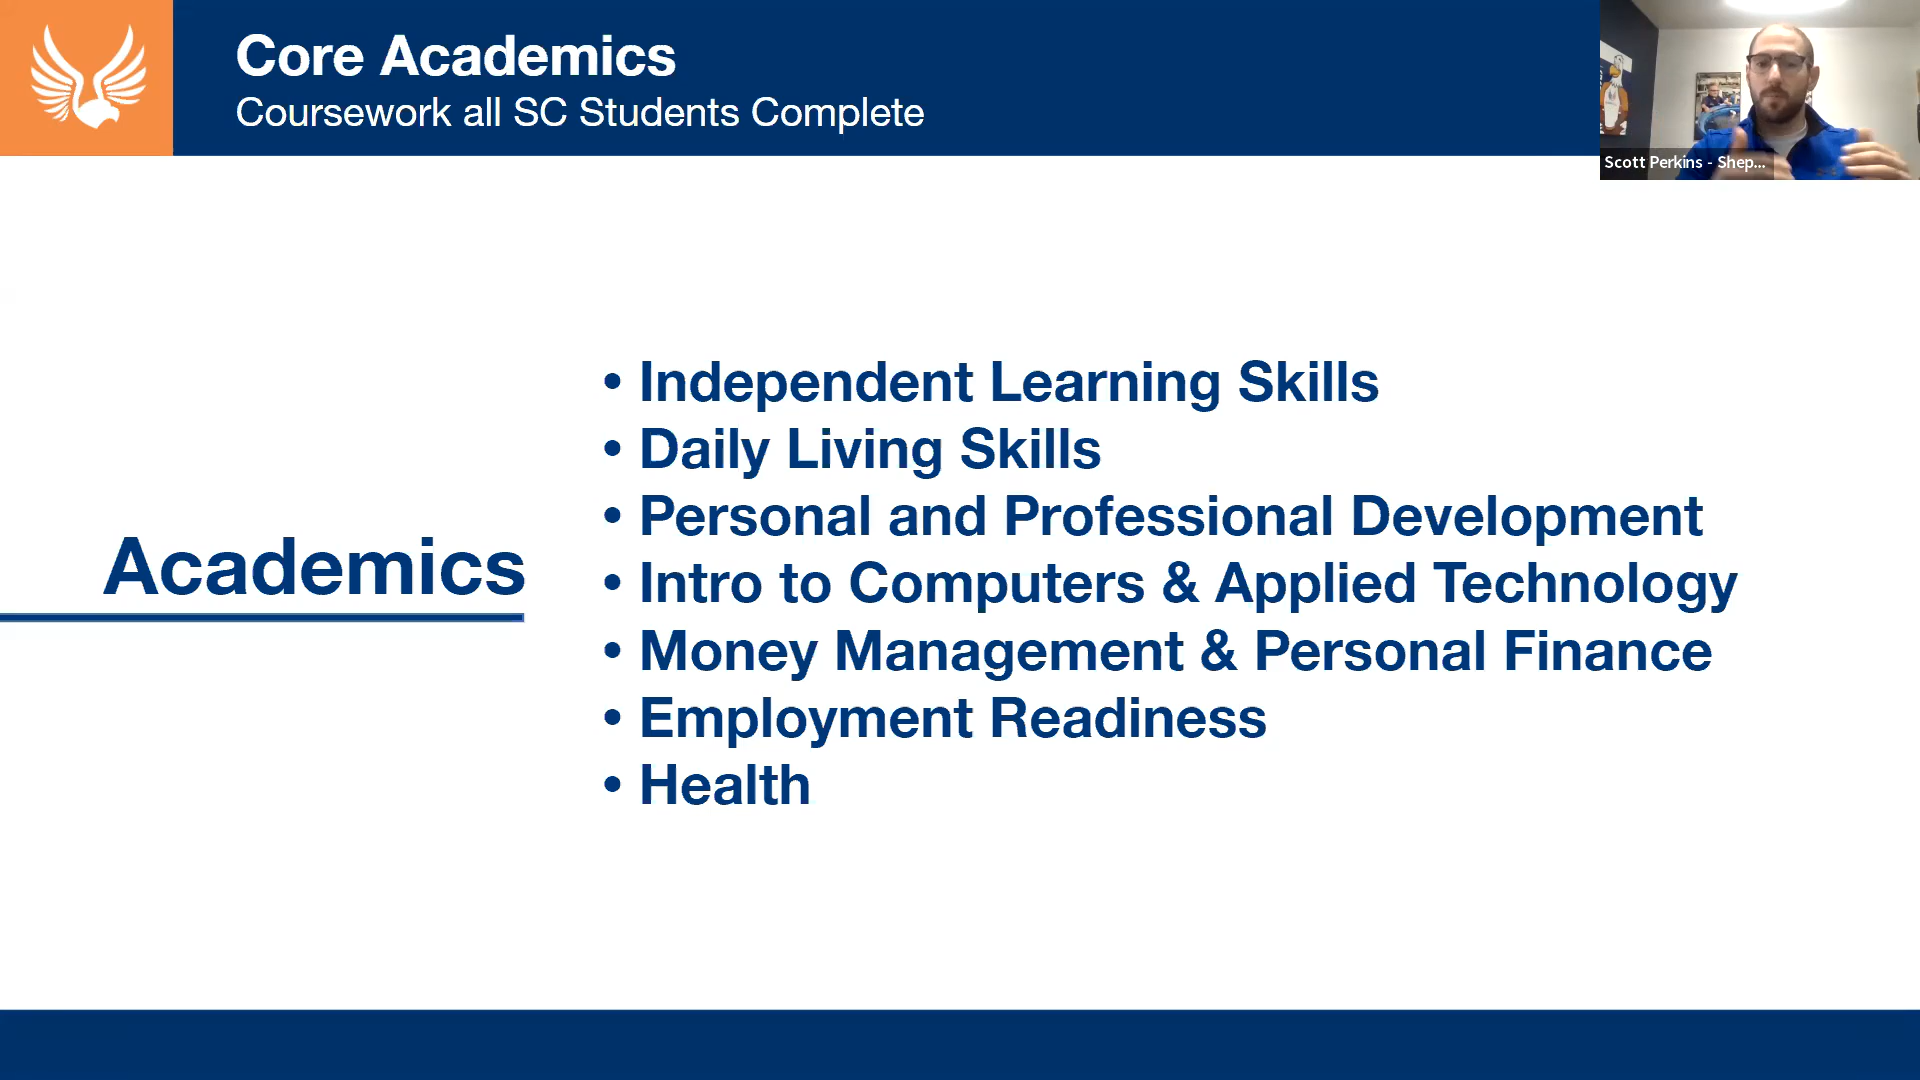 Core Academics
Coursework all SC Students Complete
Scott Perkins - Shep...
Academics
• Independent Learning Skills
• Daily Living Skills
• Personal and Professional Development
• Intro to Computers & Applied Technology
• Money Management & Personal Finance
• Employment Readiness
• Health